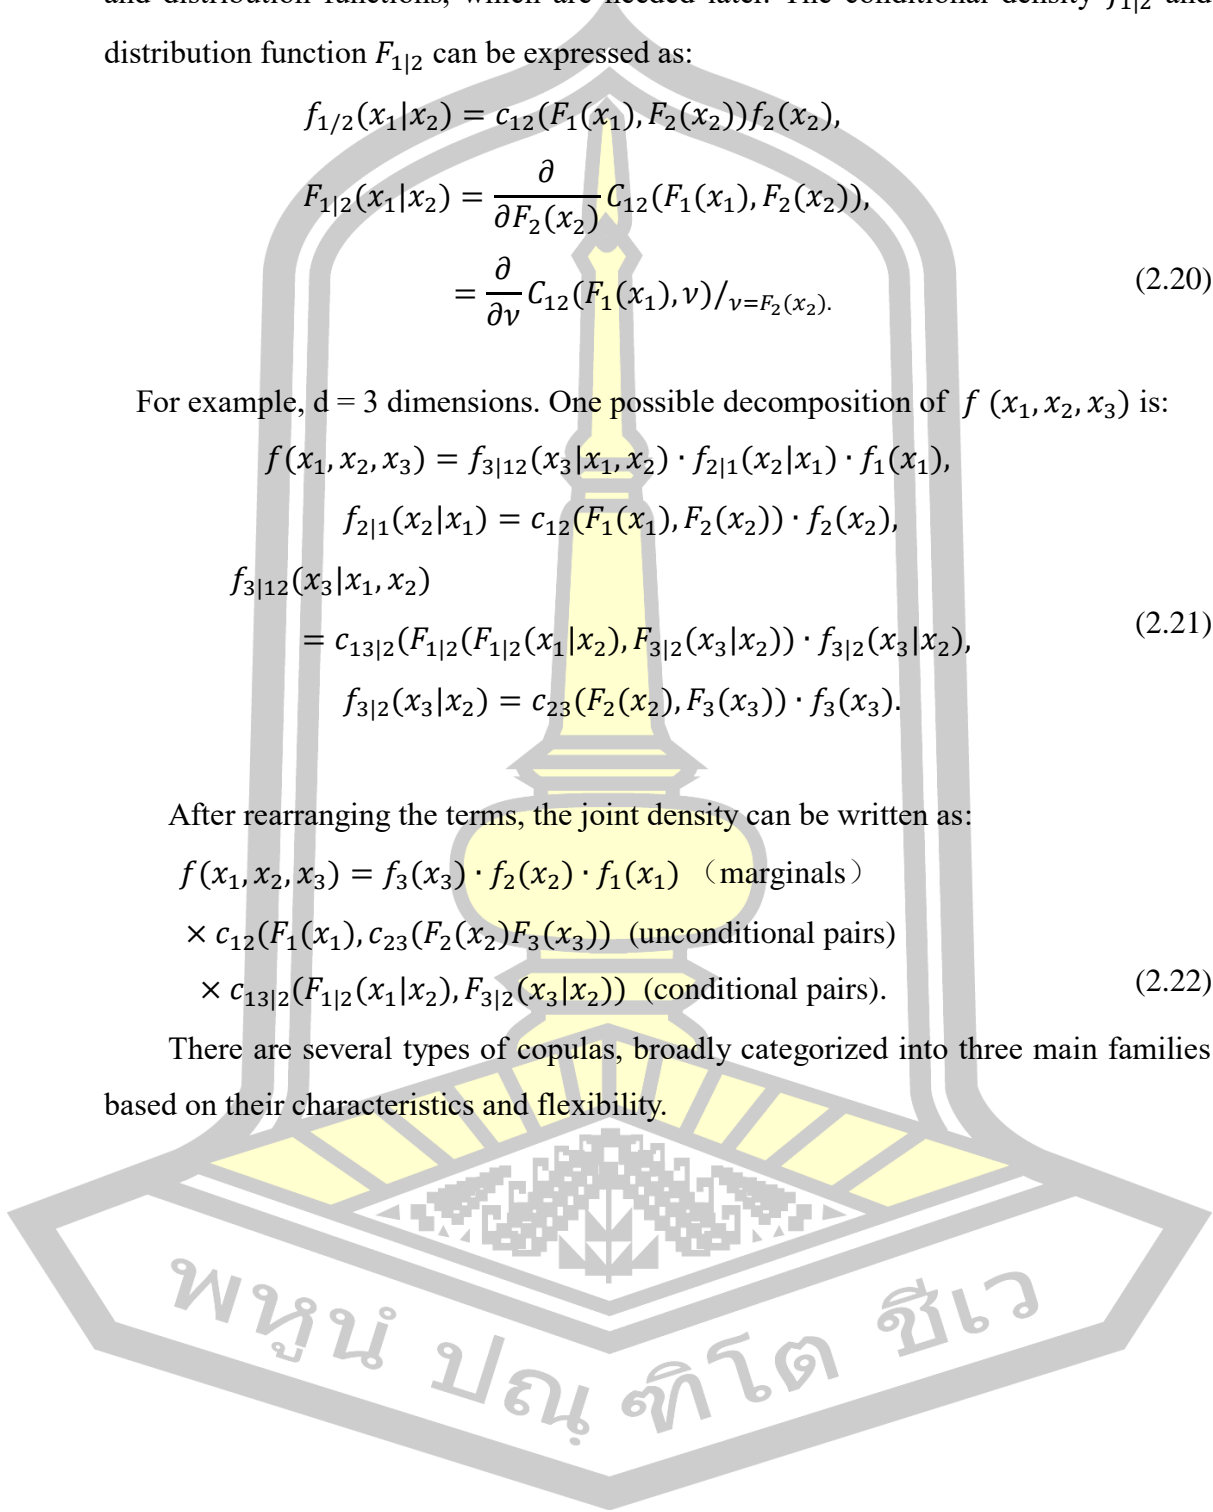 and distribution functions, which are needed later. The conditional density f₁|₂ and
distribution function F₁|₂ can be expressed as:
f₁/₂(x₁|x₂) = c₁₂(F₁(x₁), F₂(x₂))f₂(x₂),
F₁|₂(x₁|x₂) = ∂/∂F₂(x₂) C₁₂(F₁(x₁), F₂(x₂)),
= ∂/∂ν C₁₂(F₁(x₁), ν)/ᵥ₌F₂(x₂). (2.20)
For example, d = 3 dimensions. One possible decomposition of f (x₁, x₂, x₃) is:
f(x₁, x₂, x₃) = f₃|₁₂(x₃|x₁, x₂) · f₂|₁(x₂|x₁) · f₁(x₁),
f₂|₁(x₂|x₁) = c₁₂(F₁(x₁), F₂(x₂)) · f₂(x₂),
f₃|₁₂(x₃|x₁, x₂)
= c₁₃|₂(F₁|₂(F₁|₂(x₁|x₂), F₃|₂(x₃|x₂)) · f₃|₂(x₃|x₂), (2.21)
f₃|₂(x₃|x₂) = c₂₃(F₂(x₂), F₃(x₃)) · f₃(x₃).
After rearranging the terms, the joint density can be written as:
f(x₁, x₂, x₃) = f₃(x₃) · f₂(x₂) · f₁(x₁) （marginals）
× c₁₂(F₁(x₁), c₂₃(F₂(x₂)F₃(x₃)) (unconditional pairs)
× c₁₃|₂(F₁|₂(x₁|x₂), F₃|₂(x₃|x₂)) (conditional pairs). (2.22)
There are several types of copulas, broadly categorized into three main families
based on their characteristics and flexibility.
พหูนํ ปณฺฑิโต ชีเว